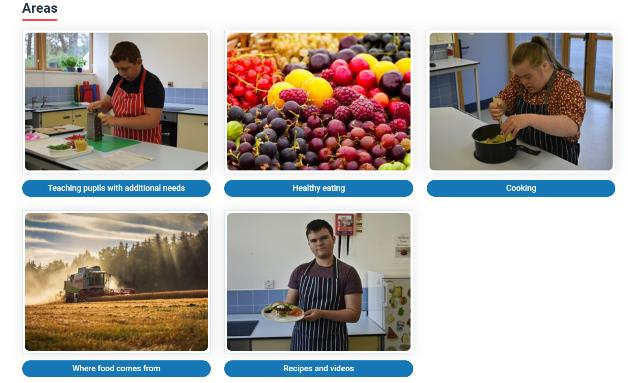 Areas
Teaching pupils with additional needs
Healthy eating
Cooking
Where food comes from
Recipes and videos